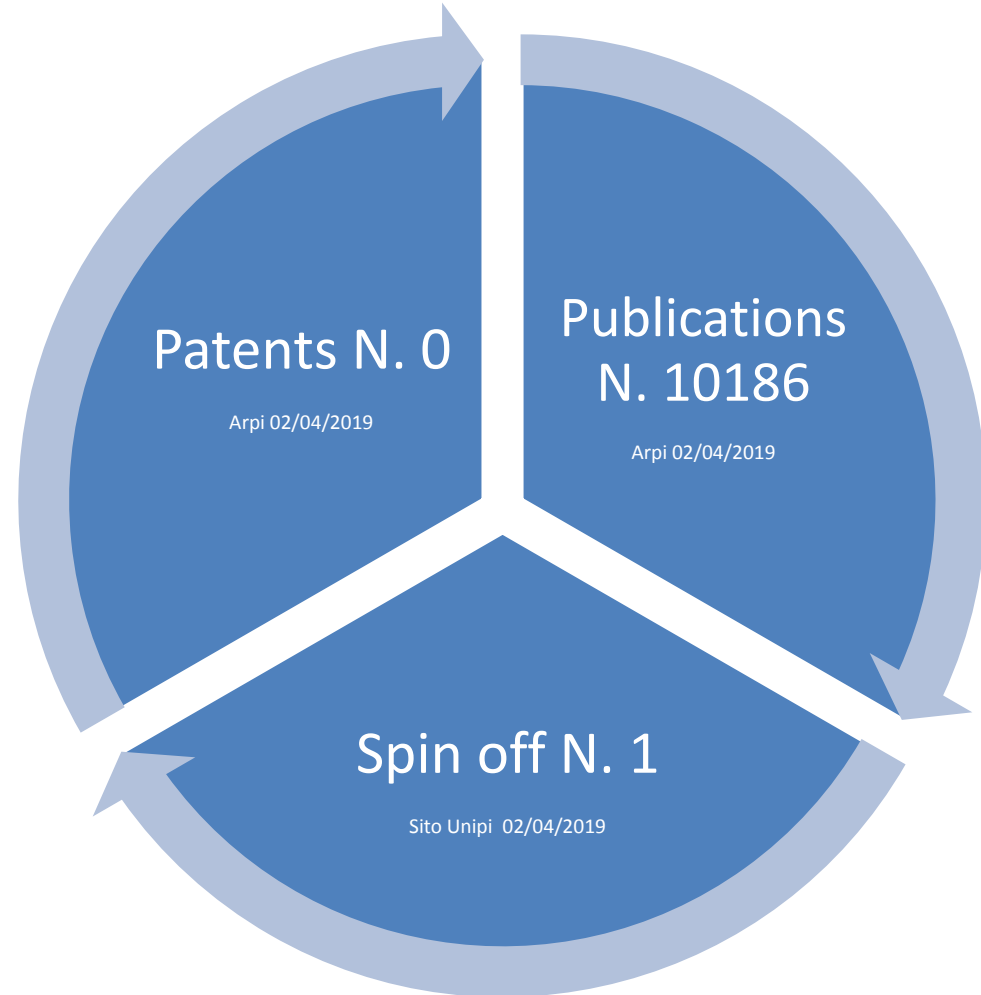 Patents N. 0
Arpi 02/04/2019
Publications
N. 10186
Arpi 02/04/2019
Spin off N. 1
Sito Unipi 02/04/2019